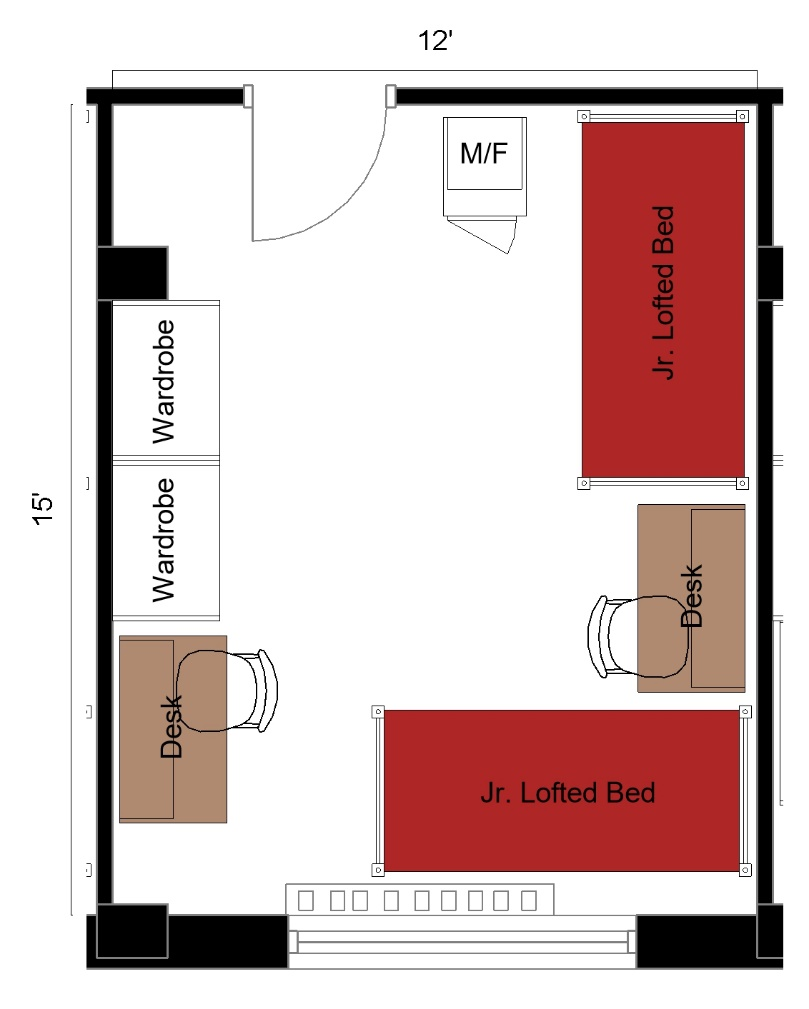 12'
M/F
Jr. Lofted Bed
Wardrobe
15'
Wardrobe
Desk
Desk
Jr. Lofted Bed